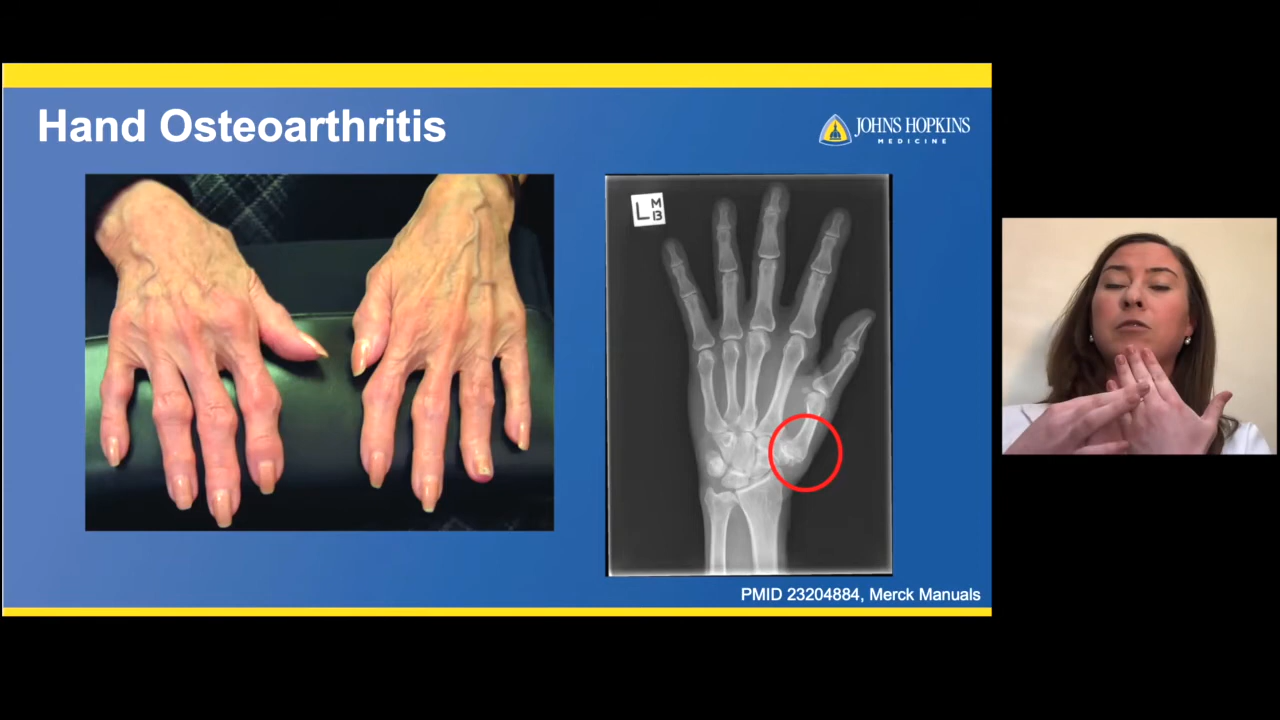 Hand Osteoarthritis
JOHNS HOPKINS
MEDICINE
L M
B
PMID 23204884, Merck Manuals